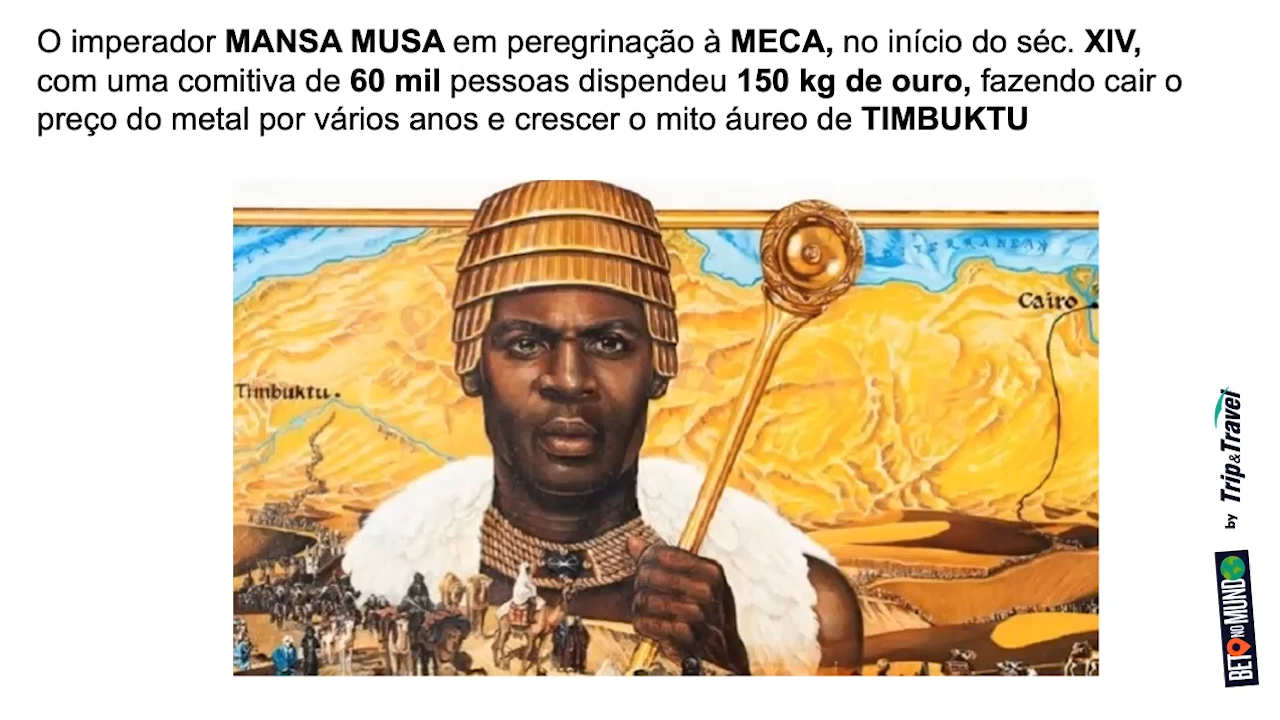 O imperador MANSA MUSA em peregrinação à MECA, no início do séc. XIV,
com uma comitiva de 60 mil pessoas dispendeu 150 kg de ouro, fazendo cair o
preço do metal por vários anos e crescer o mito áureo de TIMBUKTU
Cairo
Timbuktu
by Trip&Travel
BETO NO MUNDO